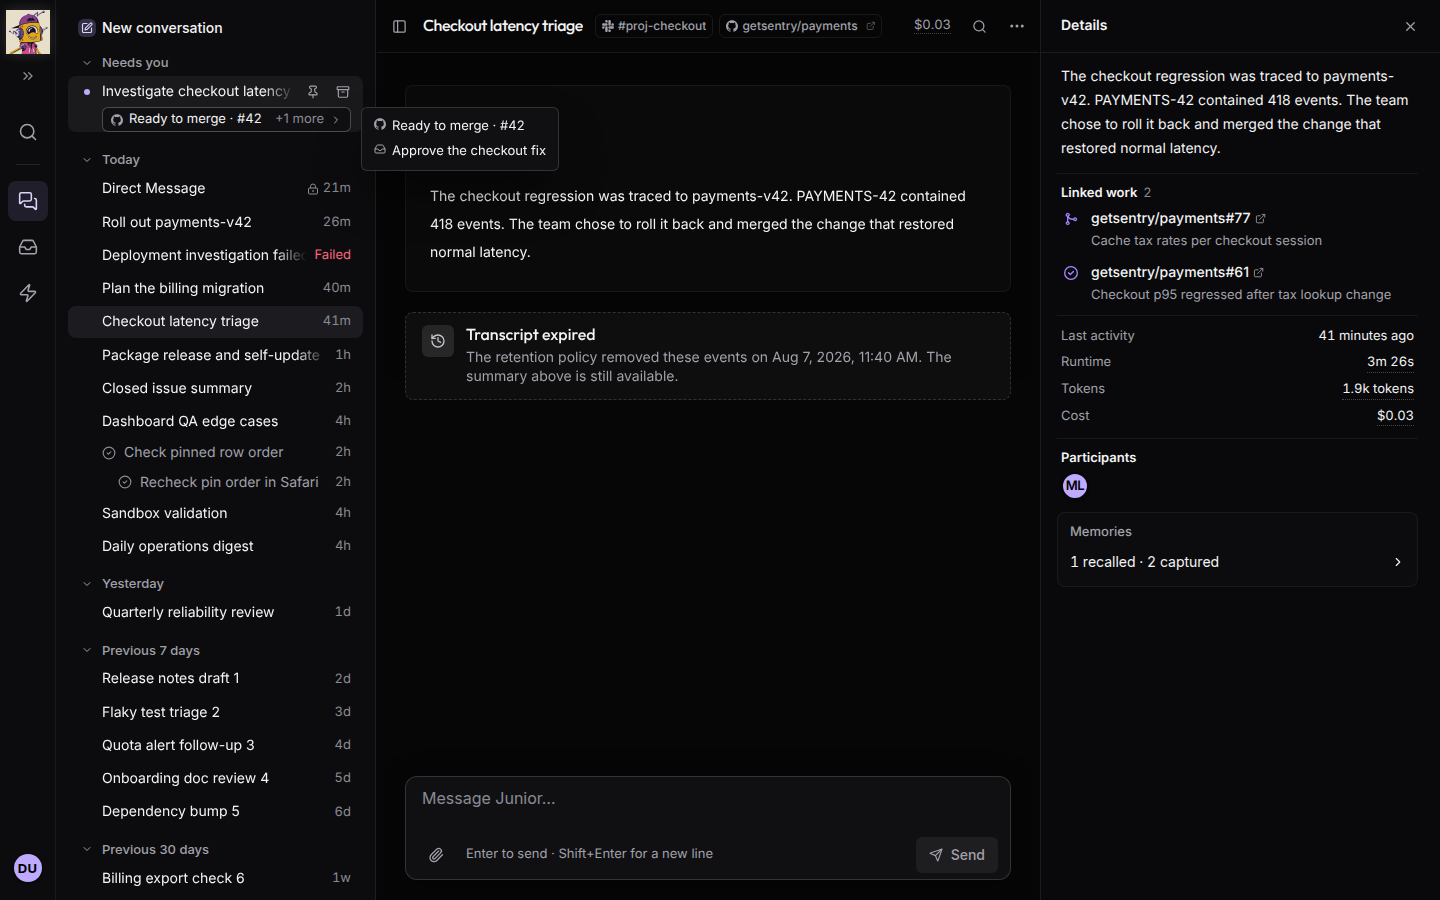 New conversation
Needs you
Investigate checkout latency
Ready to merge · #42 +1 more
Today
Direct Message 21m
Roll out payments-v42 26m
Deployment investigation failed Failed
Plan the billing migration 40m
Checkout latency triage 41m
Package release and self-update 1h
Closed issue summary 2h
Dashboard QA edge cases 4h
Check pinned row order 2h
Recheck pin order in Safari 2h
Sandbox validation 4h
Daily operations digest 4h
Yesterday
Quarterly reliability review 1d
Previous 7 days
Release notes draft 1 2d
Flaky test triage 2 3d
Quota alert follow-up 3 4d
Onboarding doc review 4 5d
Dependency bump 5 6d
Previous 30 days
Billing export check 6 1w
DU
Checkout latency triage #proj-checkout getsentry/payments $0.03
Ready to merge · #42
Approve the checkout fix
The checkout regression was traced to payments-v42. PAYMENTS-42 contained
418 events. The team chose to roll it back and merged the change that restored
normal latency.
Transcript expired
The retention policy removed these events on Aug 7, 2026, 11:40 AM. The
summary above is still available.
Message Junior...
Enter to send · Shift+Enter for a new line
Send
Details
The checkout regression was traced to payments-
v42. PAYMENTS-42 contained 418 events. The team
chose to roll it back and merged the change that
restored normal latency.
Linked work 2
getsentry/payments#77
Cache tax rates per checkout session
getsentry/payments#61
Checkout p95 regressed after tax lookup change
Last activity 41 minutes ago
Runtime 3m 26s
Tokens 1.9k tokens
Cost $0.03
Participants
ML
Memories
1 recalled · 2 captured